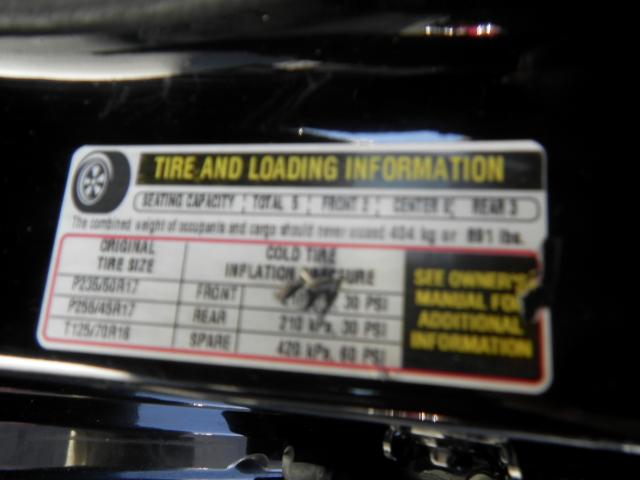 TIRE AND LOADING INFORMATION
SEATING CAPACITY TOTAL 5 FRONT 2 CENTER 0 REAR 3
The combined weight of occupants and cargo should never exceed 404 kg or 891 lbs.
ORIGINAL TIRE SIZE COLD TIRE INFLATION PRESSURE
P235/50R17 FRONT 30 PSI
P255/45R17 REAR 210 kPa, 30 PSI
T125/70R16 SPARE 420 kPa, 60 PSI
SEE OWNER'S
MANUAL FOR
ADDITIONAL
INFORMATION